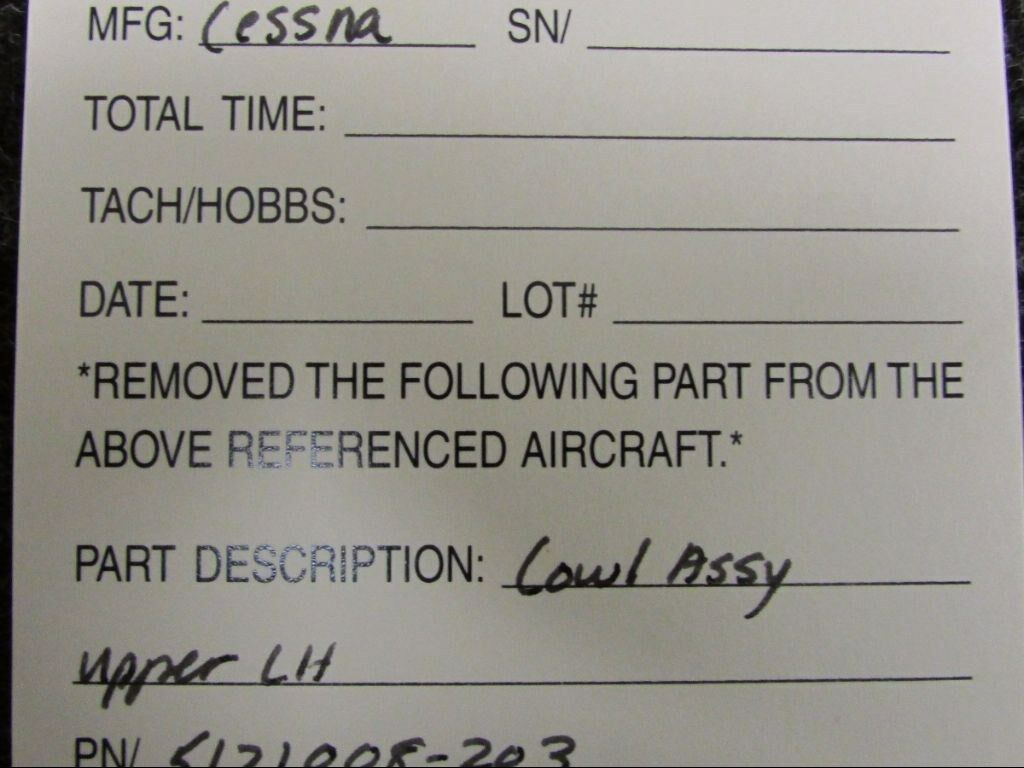 MFG: Cessna SN/
TOTAL TIME:
TACH/HOBBS:
DATE: LOT#
*REMOVED THE FOLLOWING PART FROM THE
ABOVE REFERENCED AIRCRAFT.*
PART DESCRIPTION: Cowl Assy
Upper LH
PN/